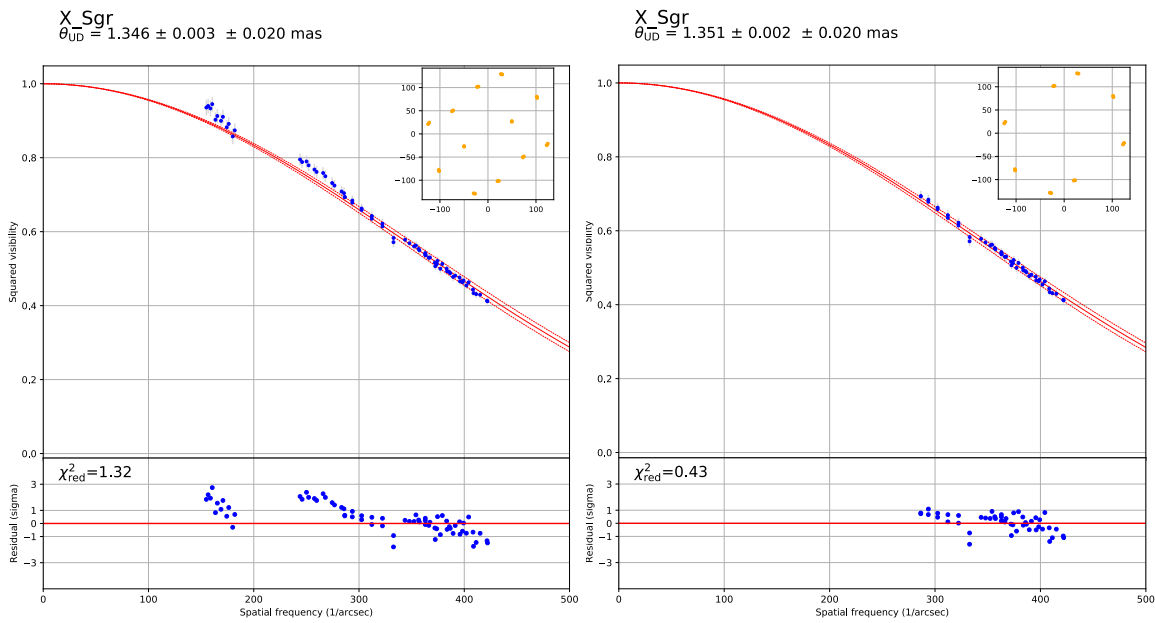 X_Sgr
θ_UD = 1.346 ± 0.003 ± 0.020 mas
1.0
0.8
0.6
0.4
0.2
0.0
Squared visibility
100
50
0
−50
−100
−100 0 100
χ²_red=1.32
3
1
0
−1
−3
Residual (sigma)
0 100 200 300 400 500
Spatial frequency (1/arcsec)
X_Sgr
θ_UD = 1.351 ± 0.002 ± 0.020 mas
1.0
0.8
0.6
0.4
0.2
0.0
Squared visibility
100
50
0
−50
−100
−100 0 100
χ²_red=0.43
3
1
0
−1
−3
Residual (sigma)
0 100 200 300 400 500
Spatial frequency (1/arcsec)